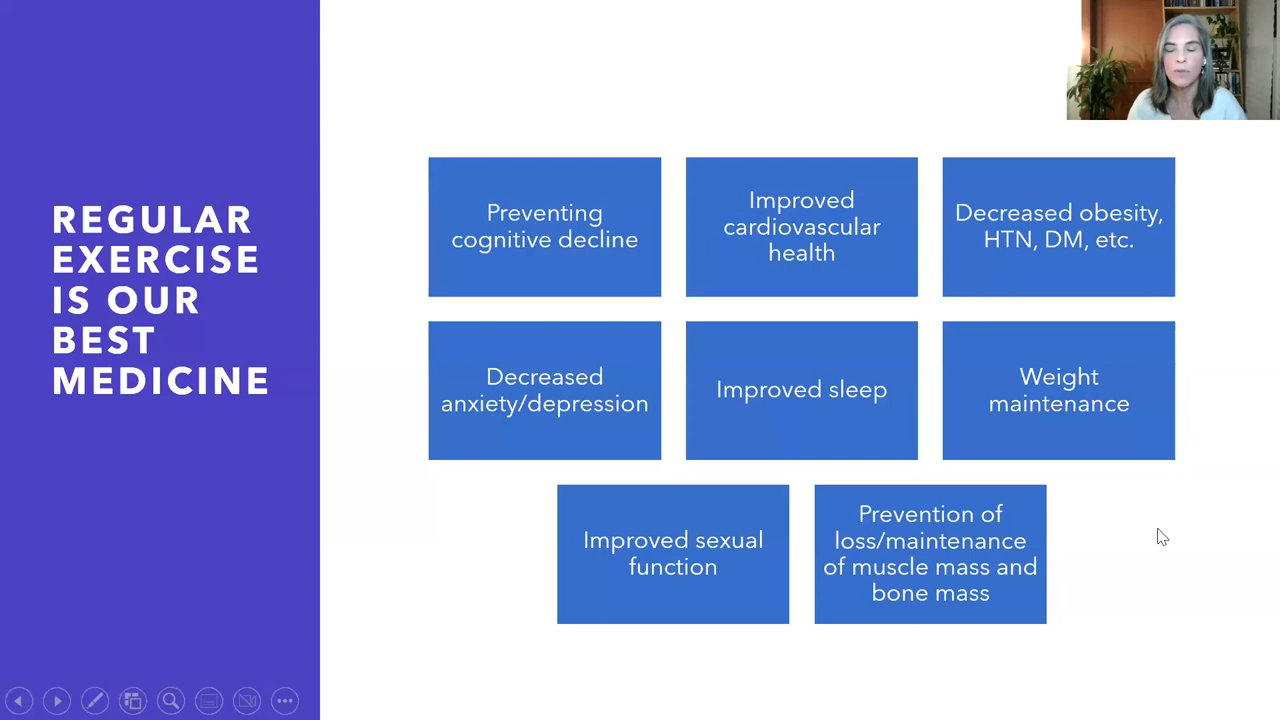 REGULAR
EXERCISE
IS OUR
BEST
MEDICINE
Preventing
cognitive decline
Improved
cardiovascular
health
Decreased obesity,
HTN, DM, etc.
Decreased
anxiety/depression
Improved sleep
Weight
maintenance
Improved sexual
function
Prevention of
loss/maintenance
of muscle mass and
bone mass